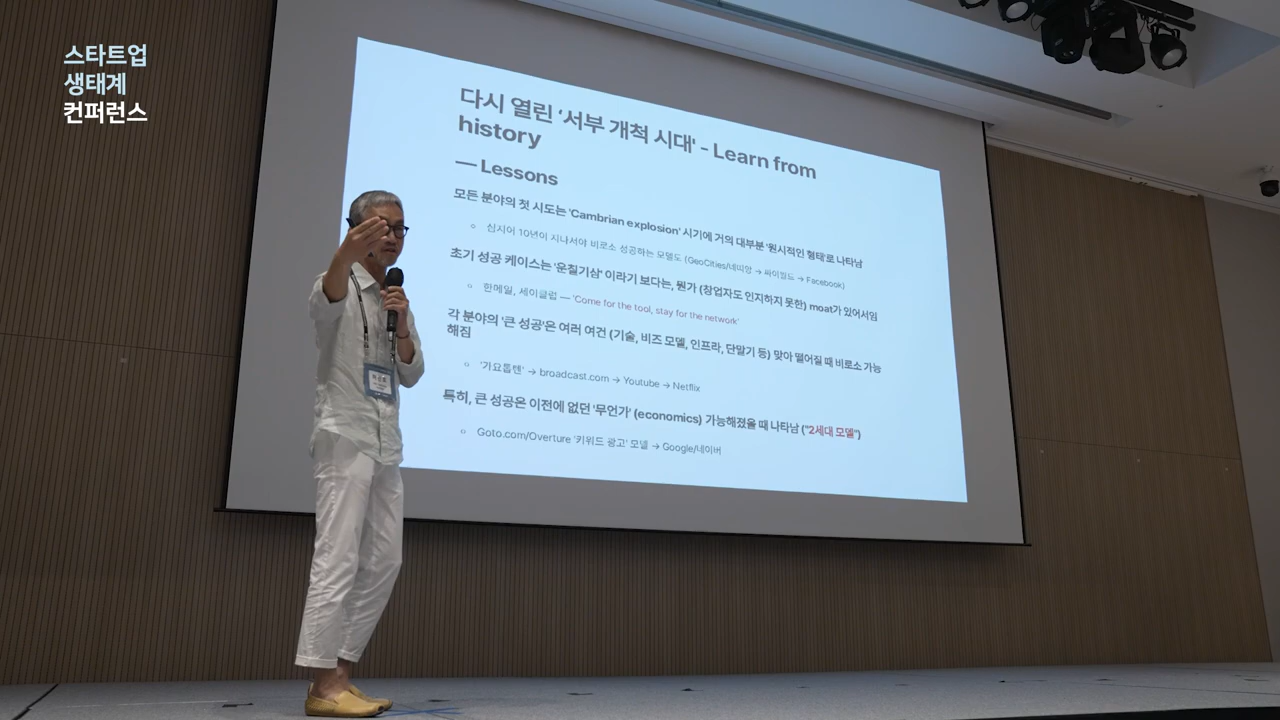 스타트업
생태계
컨퍼런스
다시 열린 '서부 개척 시대' - Learn from
history
— Lessons
모든 분야의 첫 시도는 'Cambrian explosion' 시기에 거의 대부분 '원시적인 형태'로 나타남
심지어 10년이 지나서야 비로소 성공하는 모델도 (GeoCities/네띠앙 → 싸이월드 → Facebook)
초기 성공 케이스는 '운칠기삼' 이라기 보다는, 뭔가 (창업자도 인지하지 못한) moat가 있어서임
한메일, 세이클럽 — 'Come for the tool, stay for the network'
각 분야의 '큰 성공'은 여러 여건 (기술, 비즈 모델, 인프라, 단말기 등) 맞아 떨어질 때 비로소 가능
해짐
'가요톱텐' → broadcast.com → Youtube → Netflix
특히, 큰 성공은 이전에 없던 '무언가' (economics) 가능해졌을 때 나타남 ("2세대 모델")
Goto.com/Overture '키워드 광고' 모델 → Google/네이버